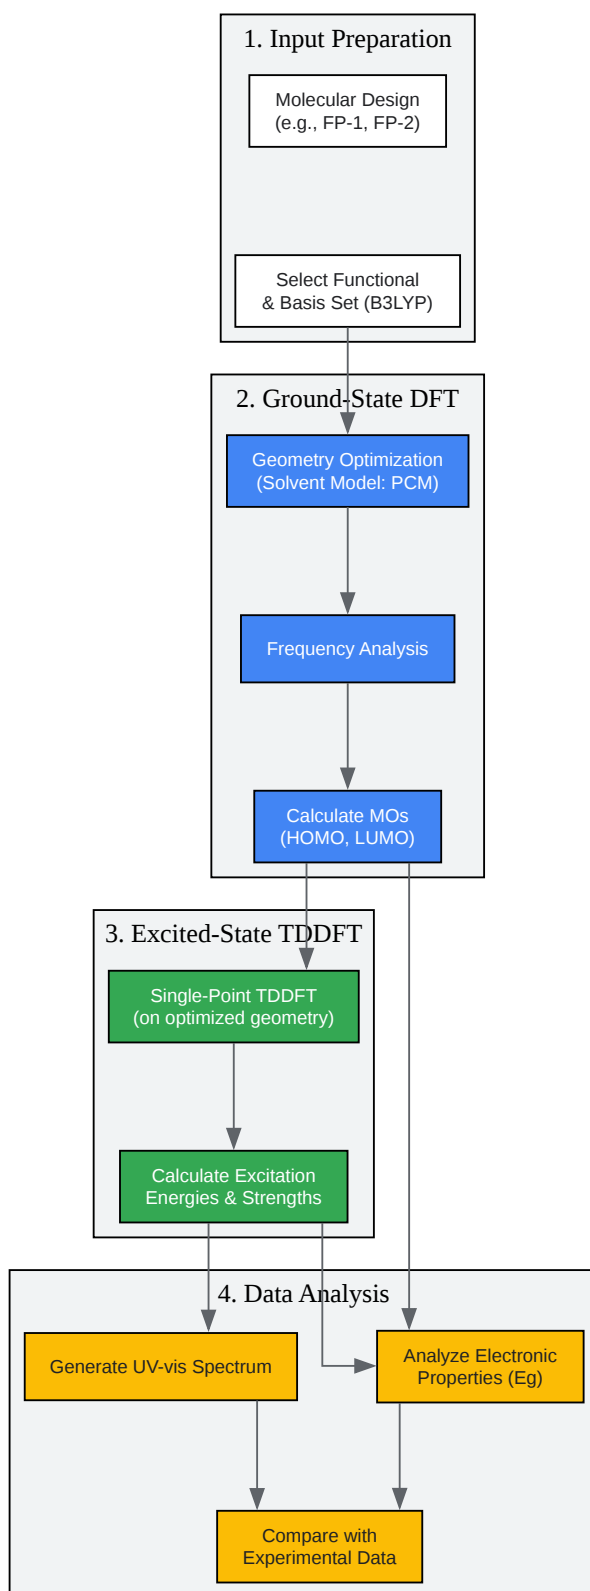 1. Input Preparation
Molecular Design
(e.g., FP-1, FP-2)
Select Functional
& Basis Set (B3LYP)
2. Ground-State DFT
Geometry Optimization
(Solvent Model: PCM)
Frequency Analysis
Calculate MOs
(HOMO, LUMO)
3. Excited-State TDDFT
Single-Point TDDFT
(on optimized geometry)
Calculate Excitation
Energies & Strengths
4. Data Analysis
Generate UV-vis Spectrum
Analyze Electronic
Properties (Eg)
Compare with
Experimental Data